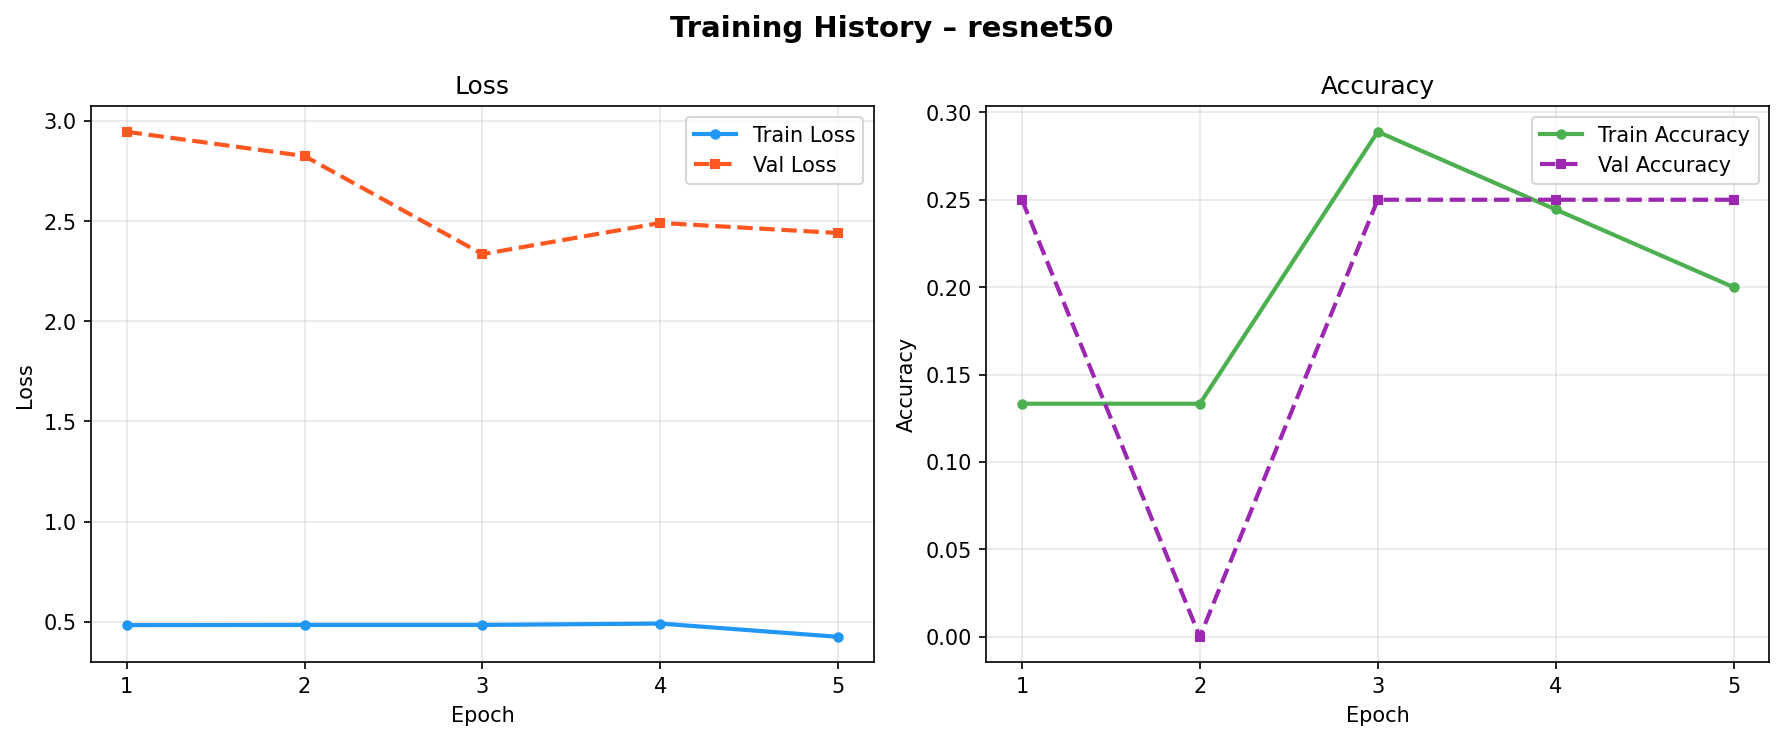 Training History – resnet50
Loss
3.0
2.5
2.0
1.5
1.0
0.5
Loss
1 2 3 4 5
Epoch
Train Loss
Val Loss
Accuracy
0.30
0.25
0.20
0.15
0.10
0.05
0.00
Accuracy
1 2 3 4 5
Epoch
Train Accuracy
Val Accuracy